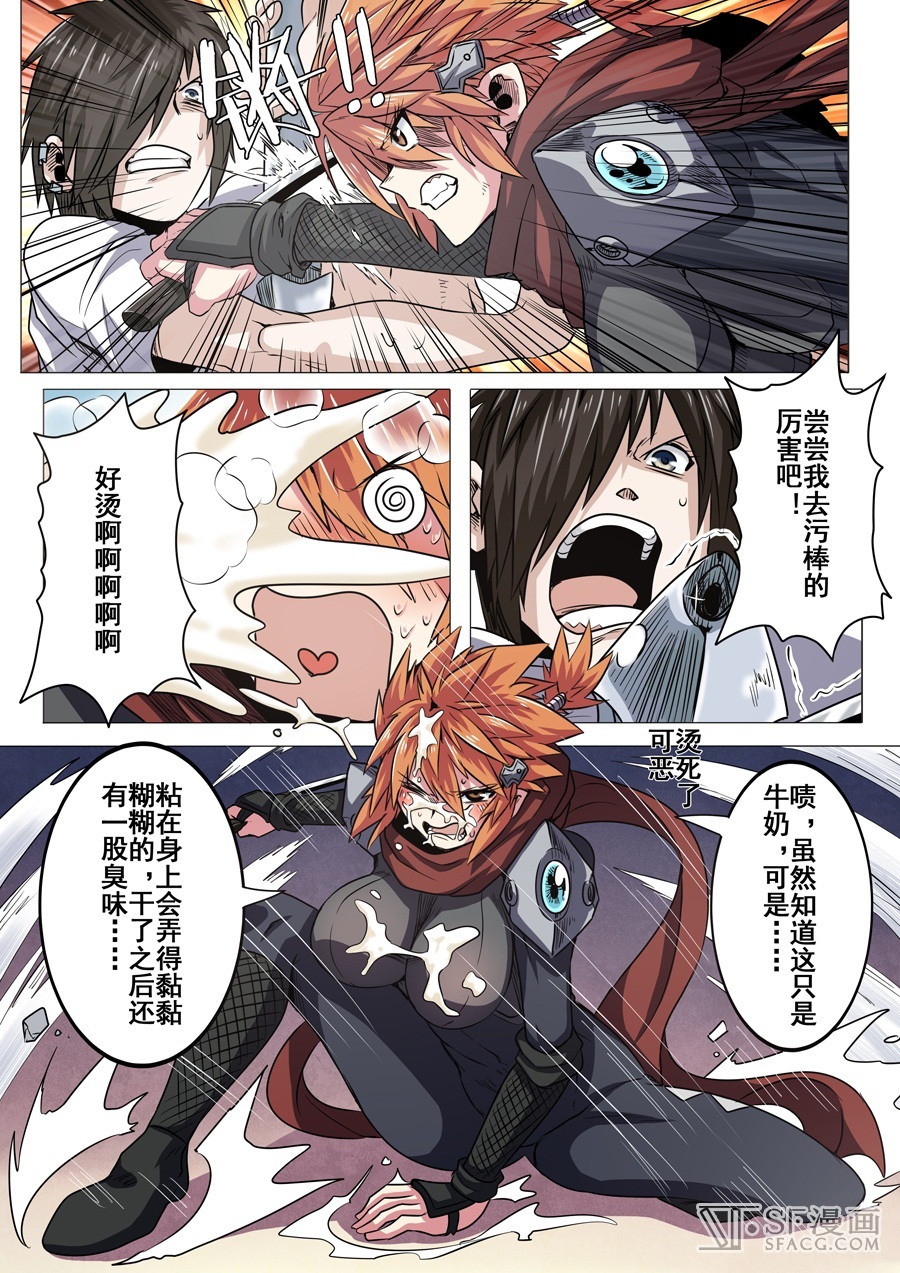 尝尝我去污棒的
厉害吧！
好烫啊啊啊啊啊
啧，虽然知道这只是
牛奶，可是……
烫死了
可恶
粘在身上会弄得黏黏
糊糊的，干了之后还
有一股臭味……
SF漫画
SFACG.COM